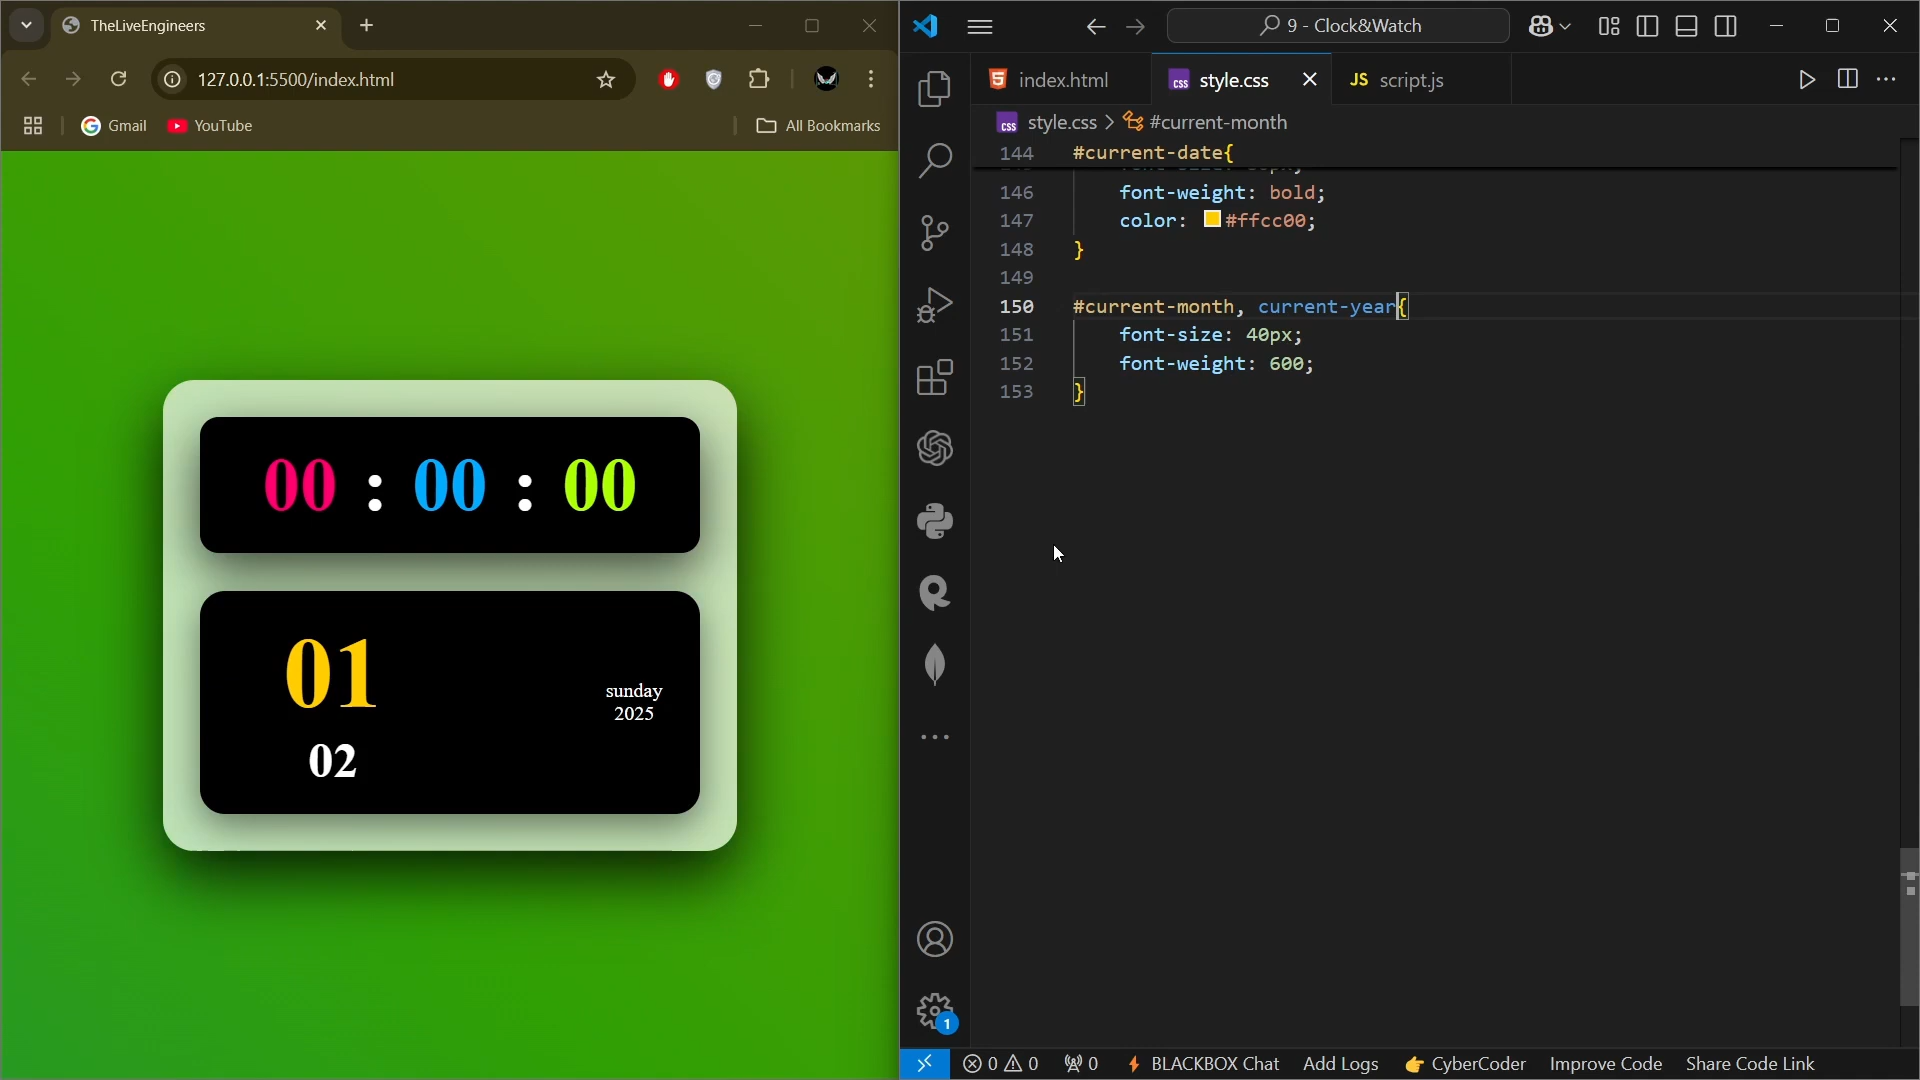 TheLiveEngineers
127.0.0.1:5500/index.html
Gmail
YouTube
All Bookmarks
00 : 00 : 00
01
02
sunday
2025
9 - Clock&Watch
index.html
style.css
JS script.js
style.css > #current-month
144 #current-date{
146 font-weight: bold;
147 color: #ffcc00;
148 }
149
150 #current-month, current-year{
151 font-size: 40px;
152 font-weight: 600;
153 }
1
0 0 0 BLACKBOX Chat Add Logs CyberCoder Improve Code Share Code Link